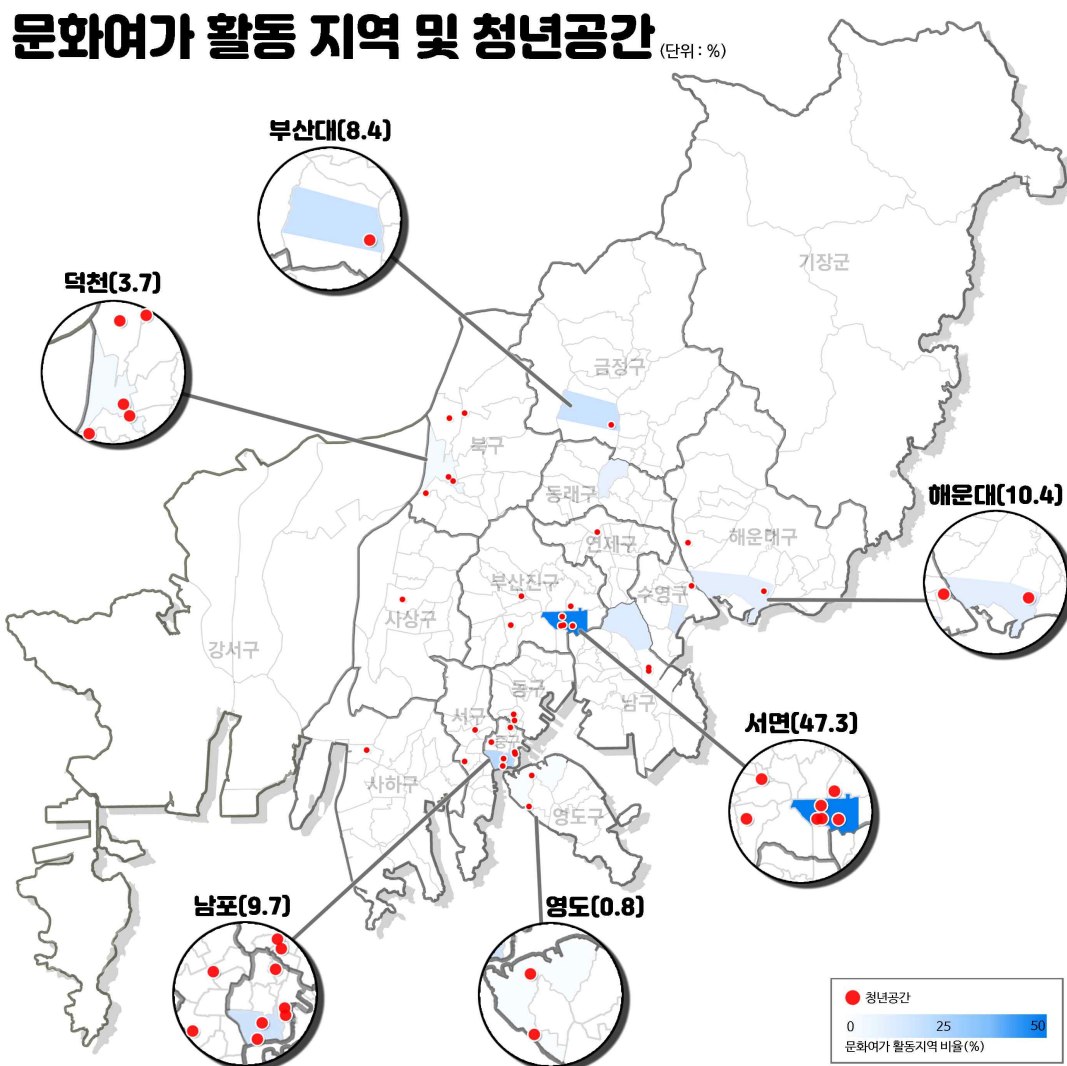 문화여가 활동 지역 및 청년공간 (단위 : %)
부산대(8.4)
덕천(3.7)
기장군
금정구
북구
동래구
해운대(10.4)
연제구
해운대구
부산진구
수영구
사상구
강서구
동구
남구
서구
중구
서면(47.3)
사하구
영도구
남포(9.7)
영도(0.8)
청년공간
0 25 50
문화여가 활동지역 비율(%)